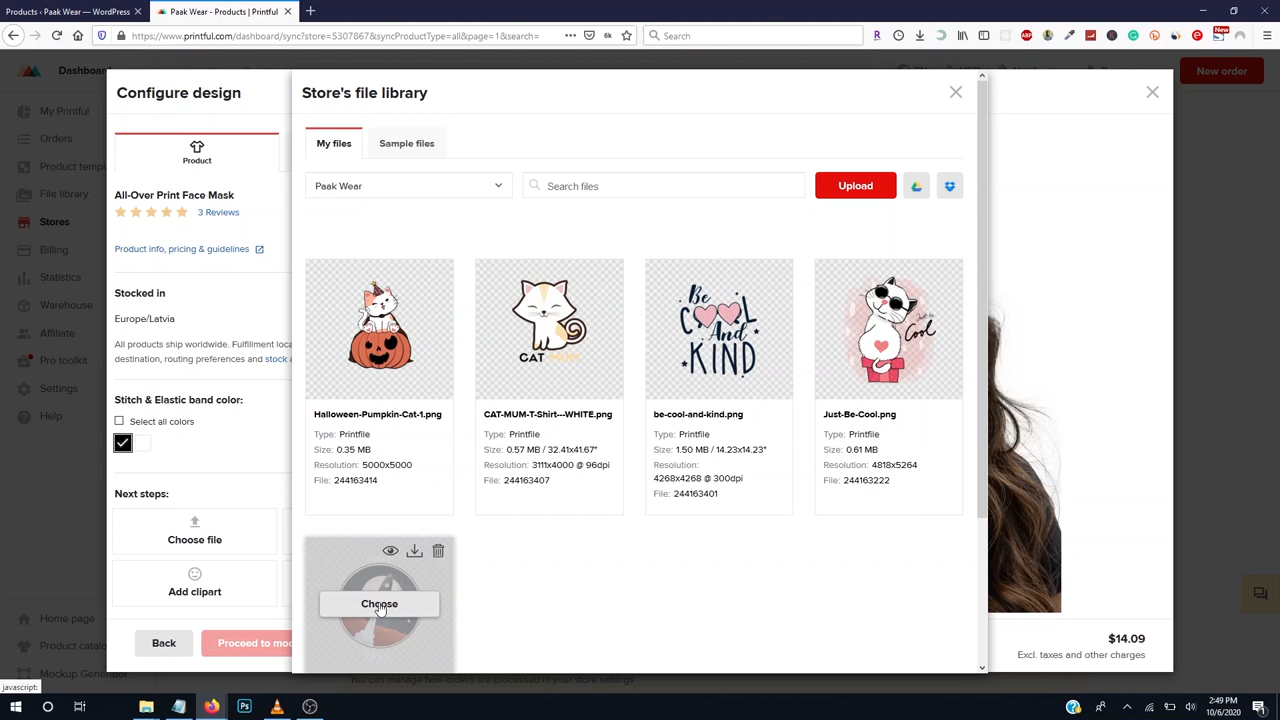 Products ‹ Paak Wear — WordPress
Paak Wear - Products | Printful
https://www.printful.com/dashboard/sync?store=5307867&syncProductType=all&page=1&search=
6k
Search
New
Dashboard
New order
Configure design
Store's file library
My Printful
Orders
Product temp
File library
Stores
Billing
Statistics
Warehouse
Affiliate
Pro toolkit
Settings
Help
Home page
Product catalo
Mockup Generator
Product
All-Over Print Face Mask
3 Reviews
Product info, pricing & guidelines
Stocked in
Europe/Latvia
All products ship worldwide. Fulfillment loca
destination, routing preferences and stock a
Stitch & Elastic band color:
Select all colors
Next steps:
Choose file
Add clipart
Back
Proceed to moc
My files
Sample files
Paak Wear
Search files
Upload
CAT MUM
Be COOL And KIND
Just be Cool
Halloween-Pumpkin-Cat-1.png
Type: Printfile
Size: 0.35 MB
Resolution: 5000x5000
File: 244163414
CAT-MUM-T-Shirt---WHITE.png
Type: Printfile
Size: 0.57 MB / 32.41x41.67"
Resolution: 3111x4000 @ 96dpi
File: 244163407
be-cool-and-kind.png
Type: Printfile
Size: 1.50 MB / 14.23x14.23"
Resolution:
4268x4268 @ 300dpi
File: 244163401
Just-Be-Cool.png
Type: Printfile
Size: 0.61 MB
Resolution: 4818x5264
File: 244163222
Choose
$14.09
Excl. taxes and other charges
You can manage how orders are processed in your store settings
javascript:
2:49 PM
10/6/2020